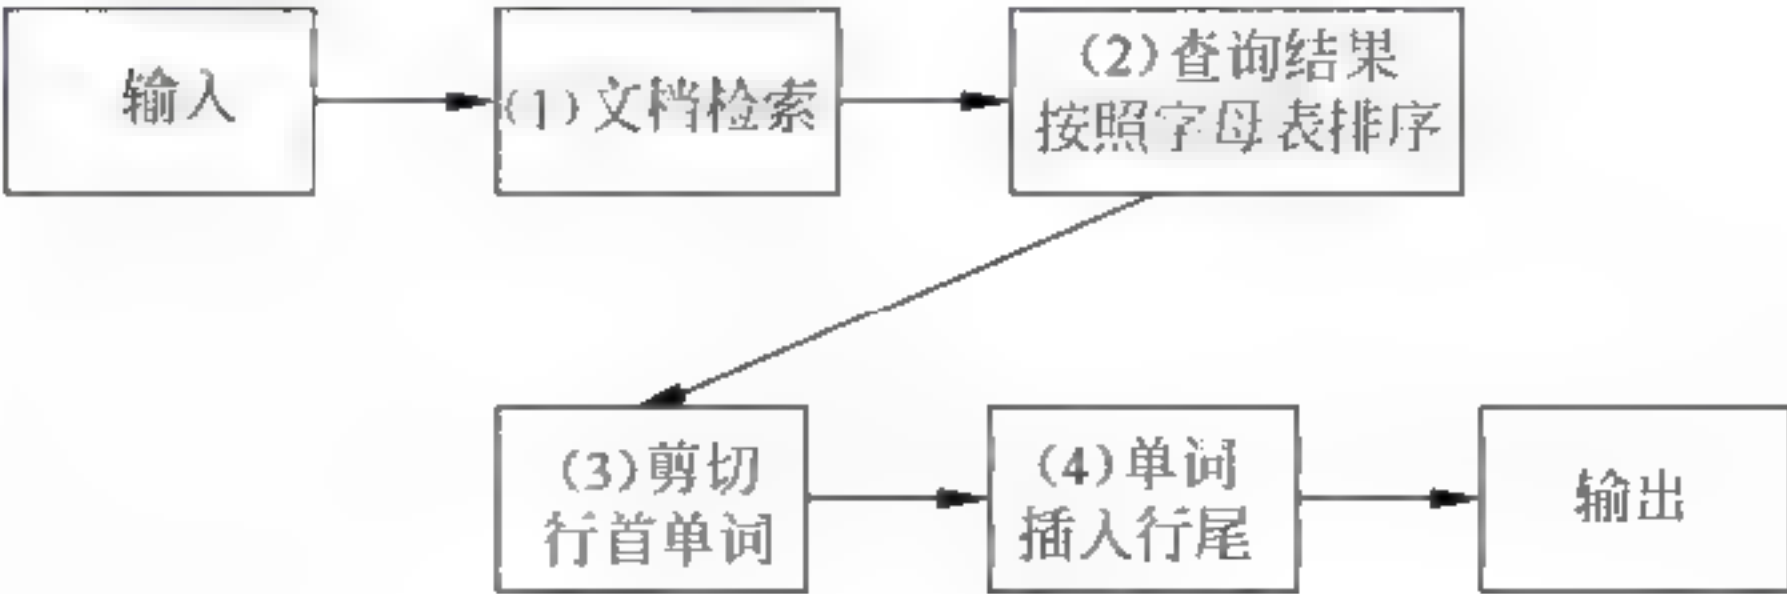 输入
(1)文档检索
(2)查询结果
按照字母表排序
(3)剪切
行首单词
(4)单词
插入行尾
输出